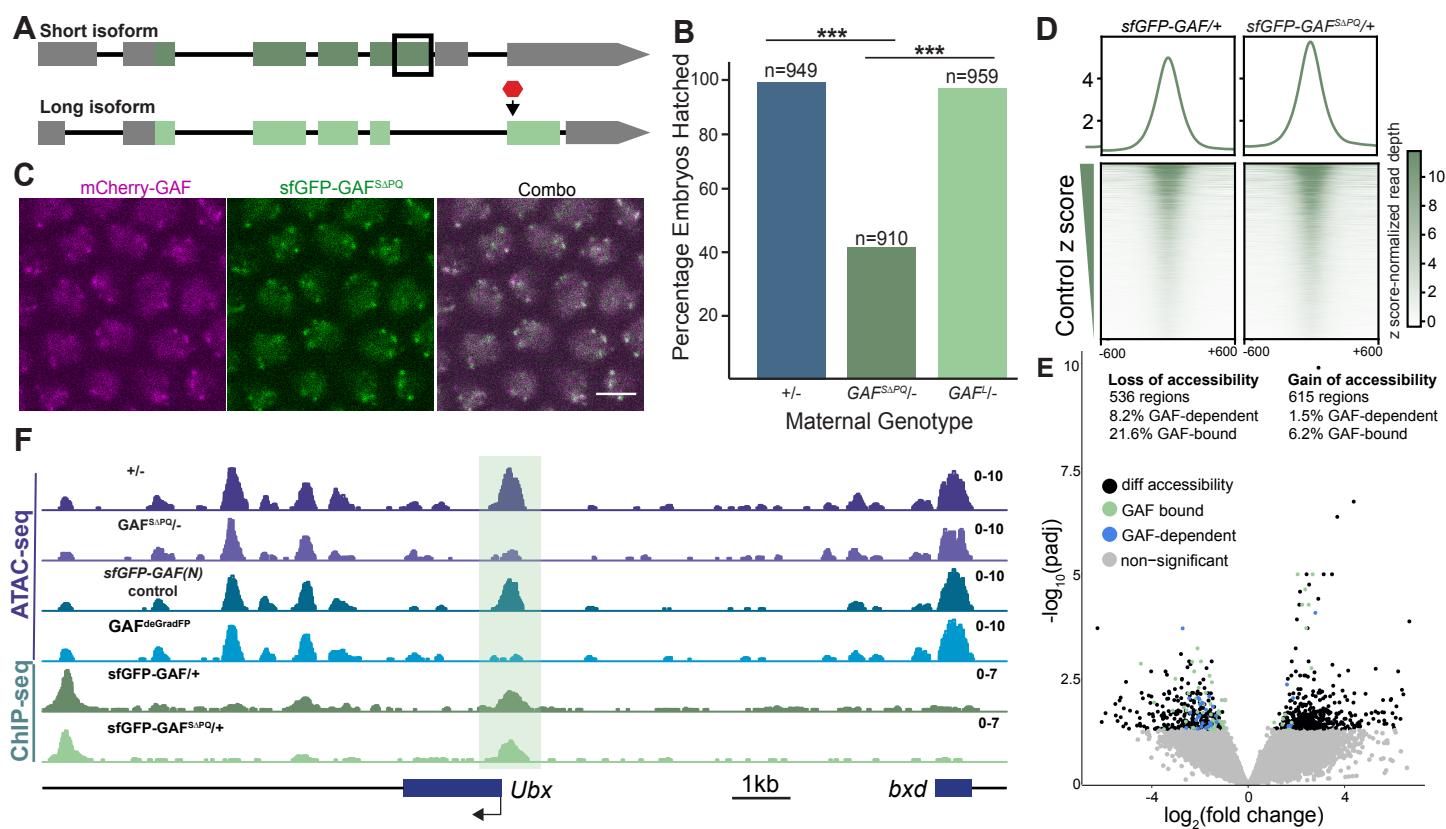 A
Short isoform
Long isoform
B
Percentage Embryos Hatched
100
80
60
40
20
***
***
n=949
n=910
n=959
+/-
GAF^SΔPQ/-
GAF^L/-
Maternal Genotype
C
mCherry-GAF
sfGFP-GAF^SΔPQ
Combo
D
sfGFP-GAF/+
sfGFP-GAF^SΔPQ/+
4
2
Control z score
-600
+600
-600
+600
z score-normalized read depth
10
8
6
4
2
0
E
10
7.5
5
2.5
0
-log10(padj)
Loss of accessibility
536 regions
8.2% GAF-dependent
21.6% GAF-bound
Gain of accessibility
615 regions
1.5% GAF-dependent
6.2% GAF-bound
diff accessibility
GAF bound
GAF-dependent
non−significant
-4
0
4
log2(fold change)
F
ATAC-seq
+/-
0-10
GAF^SΔPQ/-
0-10
sfGFP-GAF(N)
control
0-10
GAF^deGradFP
0-10
ChIP-seq
sfGFP-GAF/+
0-7
sfGFP-GAF^SΔPQ/+
0-7
Ubx
1kb
bxd